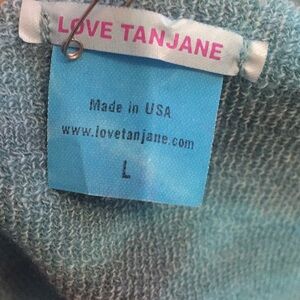 LOVE TANJANE
Made in USA
www.lovetanjane.com
L